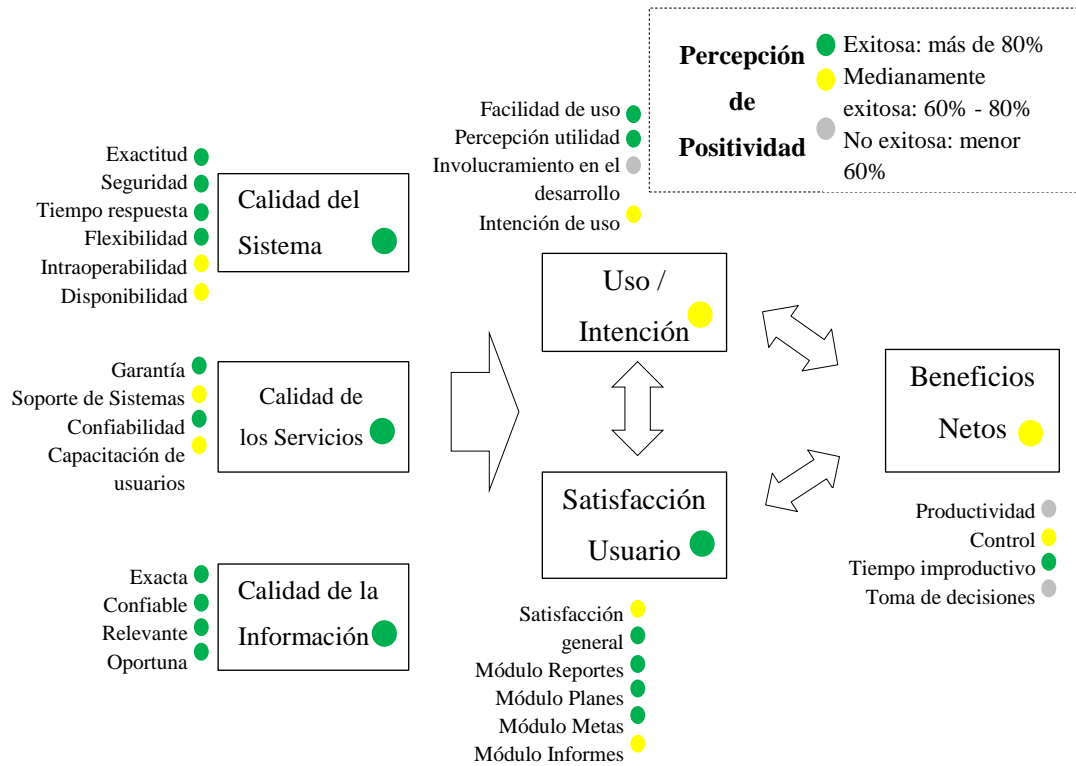 Percepción
de
Positividad
Exitosa: más de 80%
Medianamente
exitosa: 60% - 80%
No exitosa: menor
60%
Facilidad de uso
Percepción utilidad
Involucramiento en el
desarrollo
Intención de uso
Exactitud
Seguridad
Tiempo respuesta
Flexibilidad
Intraoperabilidad
Disponibilidad
Calidad del
Sistema
Uso /
Intención
Garantía
Soporte de Sistemas
Confiabilidad
Capacitación de
usuarios
Calidad de
los Servicios
Beneficios
Netos
Satisfacción
Usuario
Productividad
Control
Tiempo improductivo
Toma de decisiones
Exacta
Confiable
Relevante
Oportuna
Calidad de la
Información
Satisfacción
general
Módulo Reportes
Módulo Planes
Módulo Metas
Módulo Informes